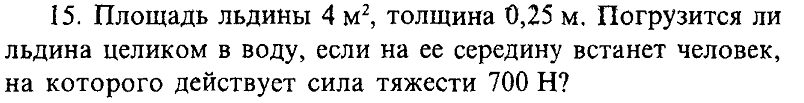 15. Площадь льдины 4 м², толщина 0,25 м. Погрузится ли
льдина целиком в воду, если на ее середину встанет человек,
на которого действует сила тяжести 700 Н?